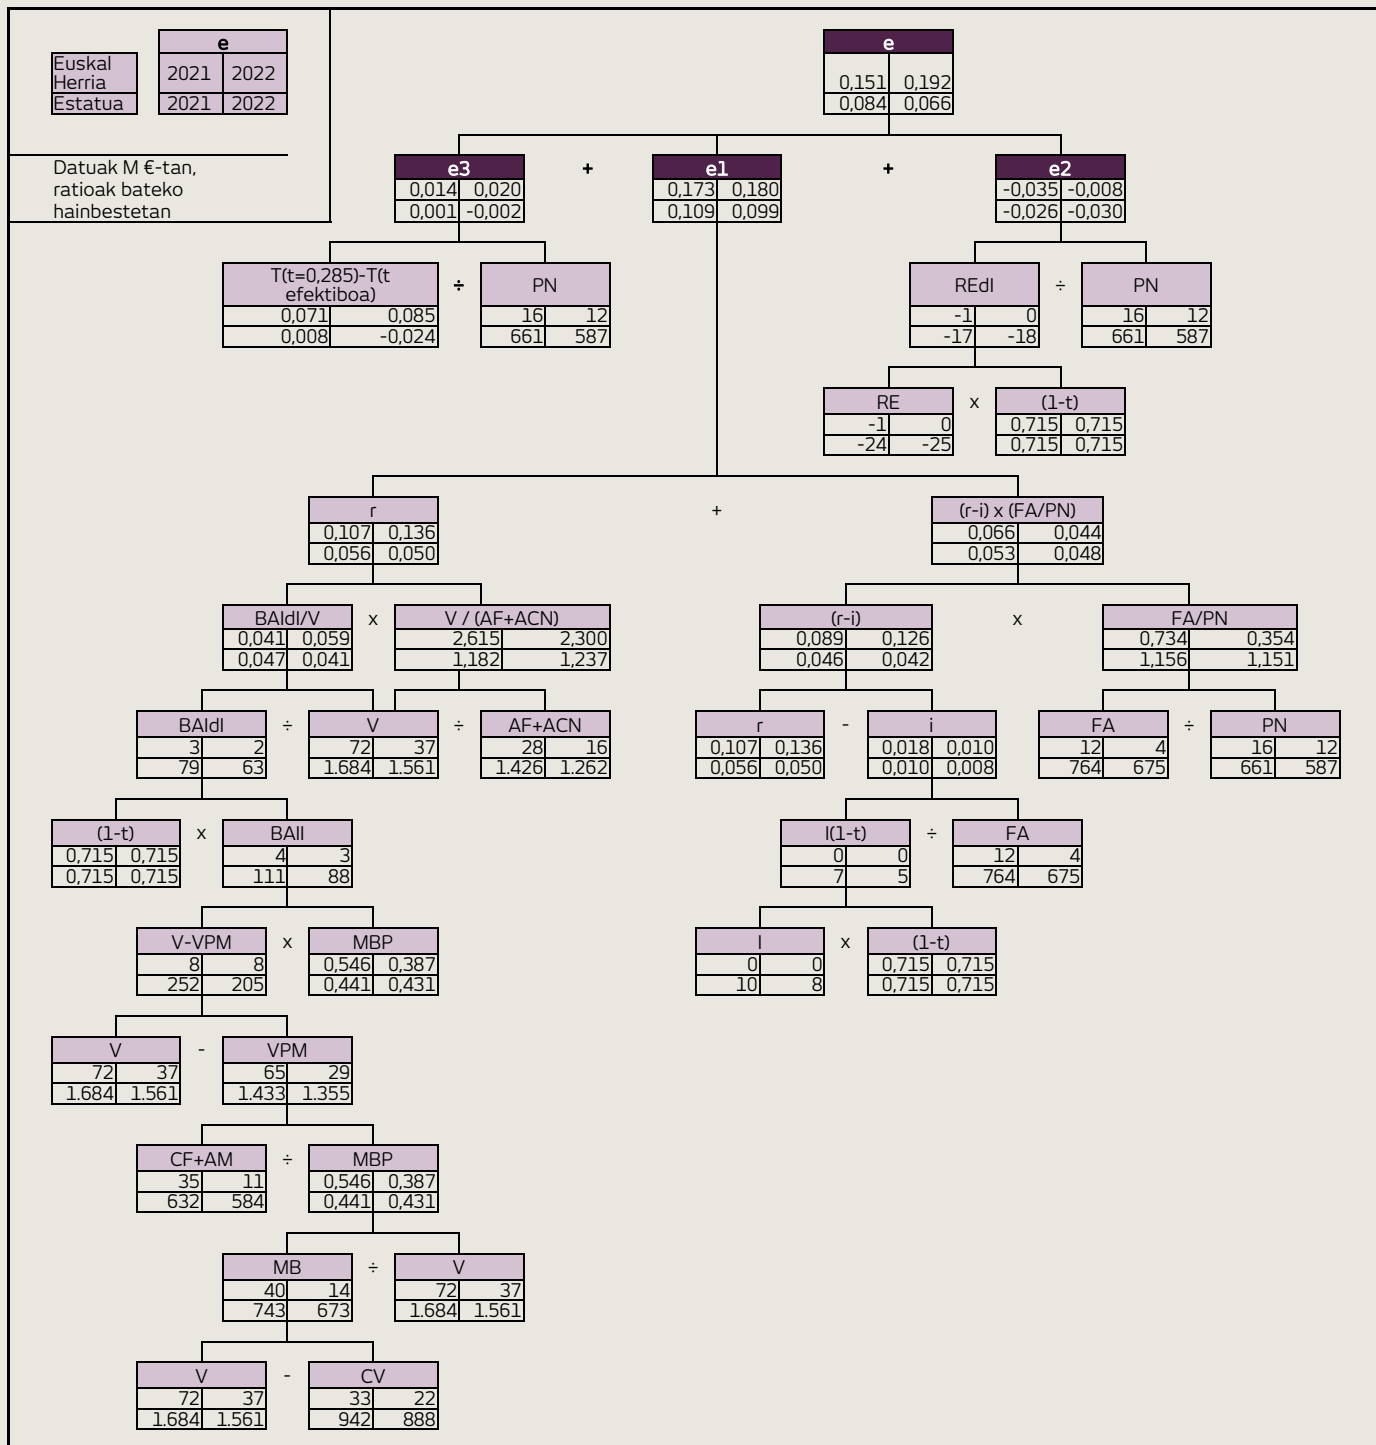 e
Euskal
Herria
2021 2022
Estatua
2021 2022
Datuak M €-tan,
ratioak bateko
hainbestetan
e
0,151 0,192
0,084 0,066
e3 + e1 + e2
0,014 0,020 0,173 0,180 -0,035 -0,008
0,001 -0,002 0,109 0,099 -0,026 -0,030
T(t=0,285)-T(t
efektiboa)
÷ PN REdI ÷ PN
0,071 0,085 16 12 -1 0 16 12
0,008 -0,024 661 587 -17 -18 661 587
RE x (1-t)
-1 0 0,715 0,715
-24 -25 0,715 0,715
r + (r-i) x (FA/PN)
0,107 0,136 0,066 0,044
0,056 0,050 0,053 0,048
BAIdI/V x V / (AF+ACN) (r-i) x FA/PN
0,041 0,059 2,615 2,300 0,089 0,126 0,734 0,354
0,047 0,041 1,182 1,237 0,046 0,042 1,156 1,151
BAIdI ÷ V ÷ AF+ACN r - i FA ÷ PN
3 2 72 37 28 16 0,107 0,136 0,018 0,010 12 4 16 12
79 63 1.684 1.561 1.426 1.262 0,056 0,050 0,010 0,008 764 675 661 587
(1-t) x BAII I(1-t) ÷ FA
0,715 0,715 4 3 0 0 12 4
0,715 0,715 111 88 7 5 764 675
V-VPM x MBP I x (1-t)
8 8 0,546 0,387 0 0 0,715 0,715
252 205 0,441 0,431 10 8 0,715 0,715
V - VPM
72 37 65 29
1.684 1.561 1.433 1.355
CF+AM ÷ MBP
35 11 0,546 0,387
632 584 0,441 0,431
MB ÷ V
40 14 72 37
743 673 1.684 1.561
V - CV
72 37 33 22
1.684 1.561 942 888